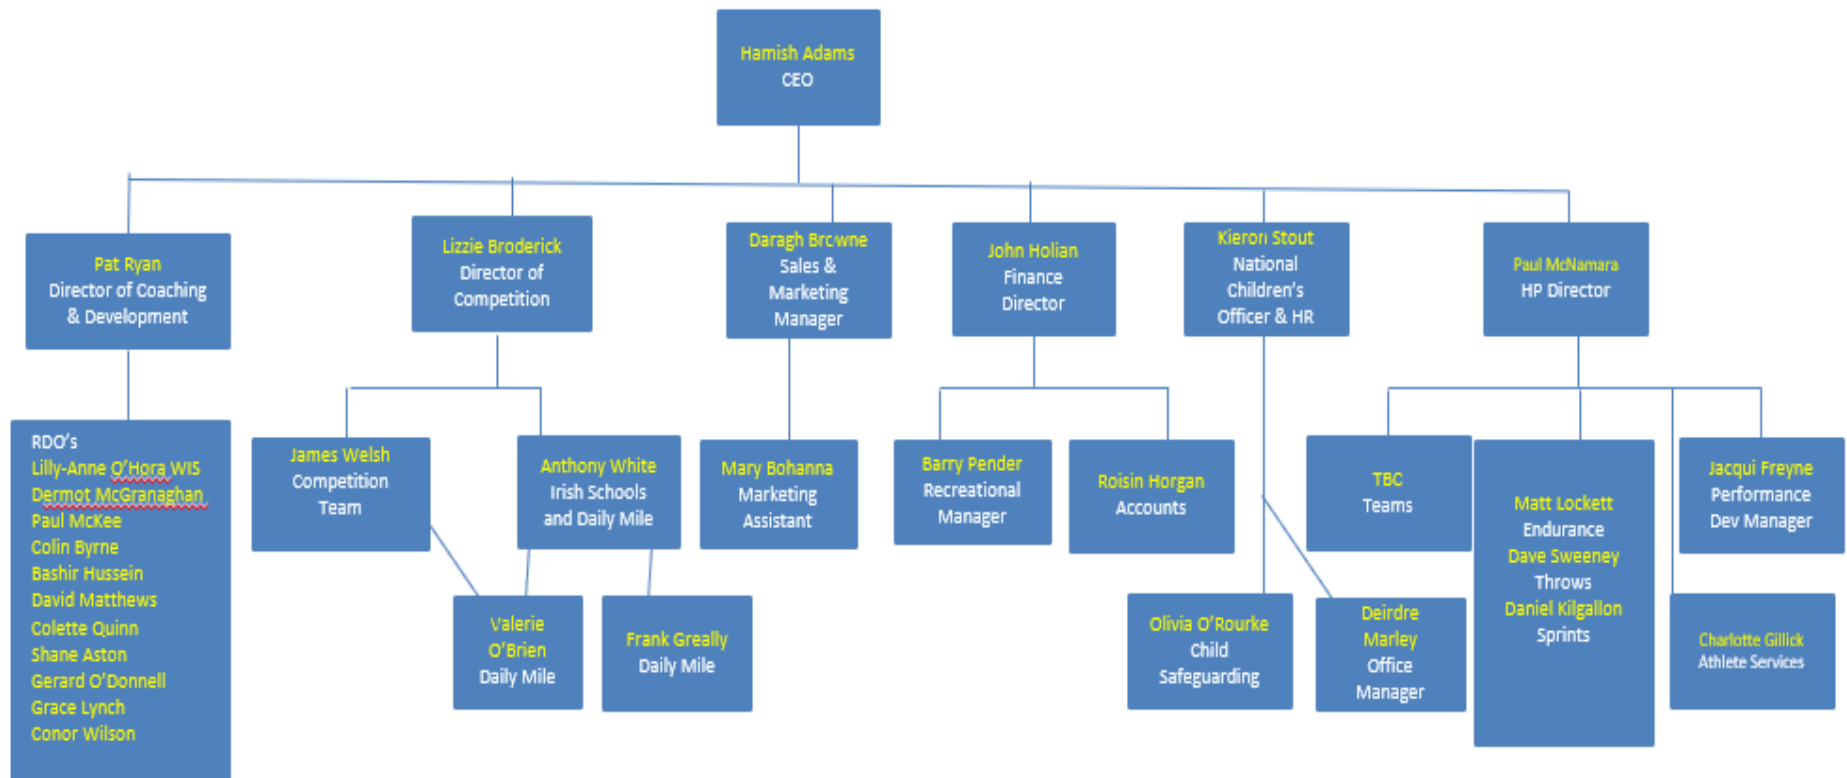 Hamish Adams
CEO
Pat Ryan
Director of Coaching
& Development
Lizzie Broderick
Director of
Competition
Daragh Browne
Sales &
Marketing
Manager
John Holian
Finance
Director
Kieron Stout
National
Children's
Officer & HR
Paul McNamara
HP Director
RDO's
Lilly-Anne O'Hora WIS
Dermot McGranaghan
Paul McKee
Colin Byrne
Bashir Hussein
David Matthews
Colette Quinn
Shane Aston
Gerard O'Donnell
Grace Lynch
Conor Wilson
James Welsh
Competition
Team
Anthony White
Irish Schools
and Daily Mile
Valerie
O'Brien
Daily Mile
Frank Greally
Daily Mile
Mary Bohanna
Marketing
Assistant
Barry Pender
Recreational
Manager
Roisin Horgan
Accounts
Olivia O'Rourke
Child
Safeguarding
Deirdre
Marley
Office
Manager
TBC
Teams
Matt Lockett
Endurance
Dave Sweeney
Throws
Daniel Kilgallon
Sprints
Jacqui Freyne
Performance
Dev Manager
Charlotte Gillick
Athlete Services